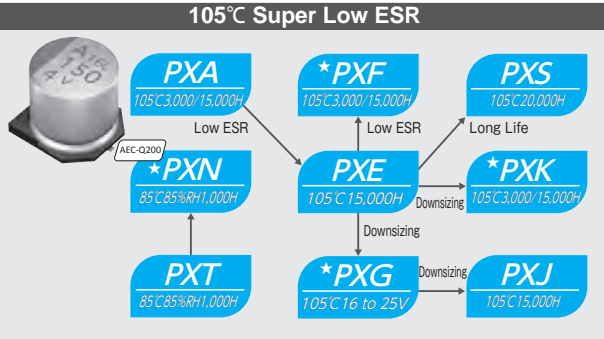 105℃ Super Low ESR
A16L
150
4V
PXA
105℃3,000/15,000H
Low ESR
★PXF
105℃3,000/15,000H
Low ESR
PXS
105℃20,000H
Long Life
AEC-Q200
★PXN
85℃85%RH1,000H
PXE
105℃15,000H
Downsizing
★PXK
105℃3,000/15,000H
Downsizing
PXT
85℃85%RH1,000H
★PXG
105℃16 to 25V
Downsizing
PXJ
105℃15,000H